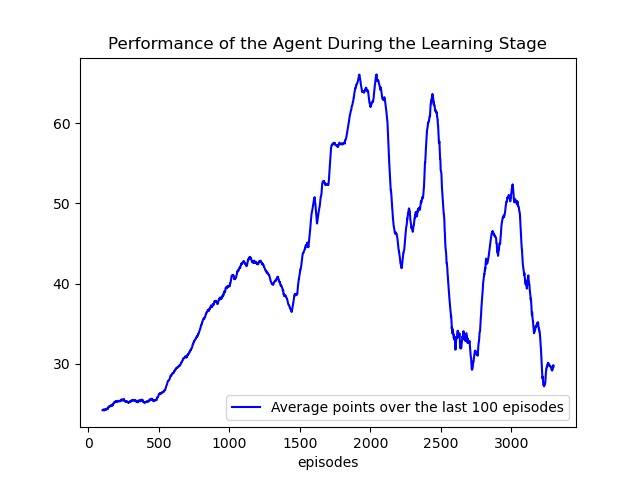 Performance of the Agent During the Learning Stage
60
50
40
30
Average points over the last 100 episodes
0 500 1000 1500 2000 2500 3000
episodes